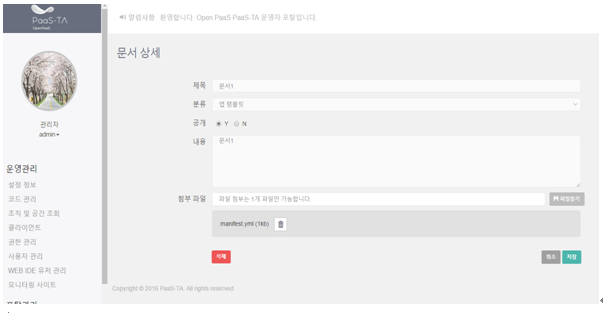 PaaS-TA
OpenPaaS
알림사항 환영합니다. Open PaaS PaaS-TA 운영자 포탈입니다.
관리자
admin
운영관리
설정 정보
코드 관리
조직 및 공간 조회
클라이언트
권한 관리
사용자 관리
WEB IDE 유저 관리
모니터링 사이트
포탈관리
문서 상세
제목 문서1
분류 앱 템플릿
공개 Y N
내용 문서1
첨부 파일 파일 첨부는 1개 파일만 가능합니다. 파일찾기
manifest.yml (1kb)
삭제 취소 저장
Copyright © 2016 PaaS-TA. All rights reserved.